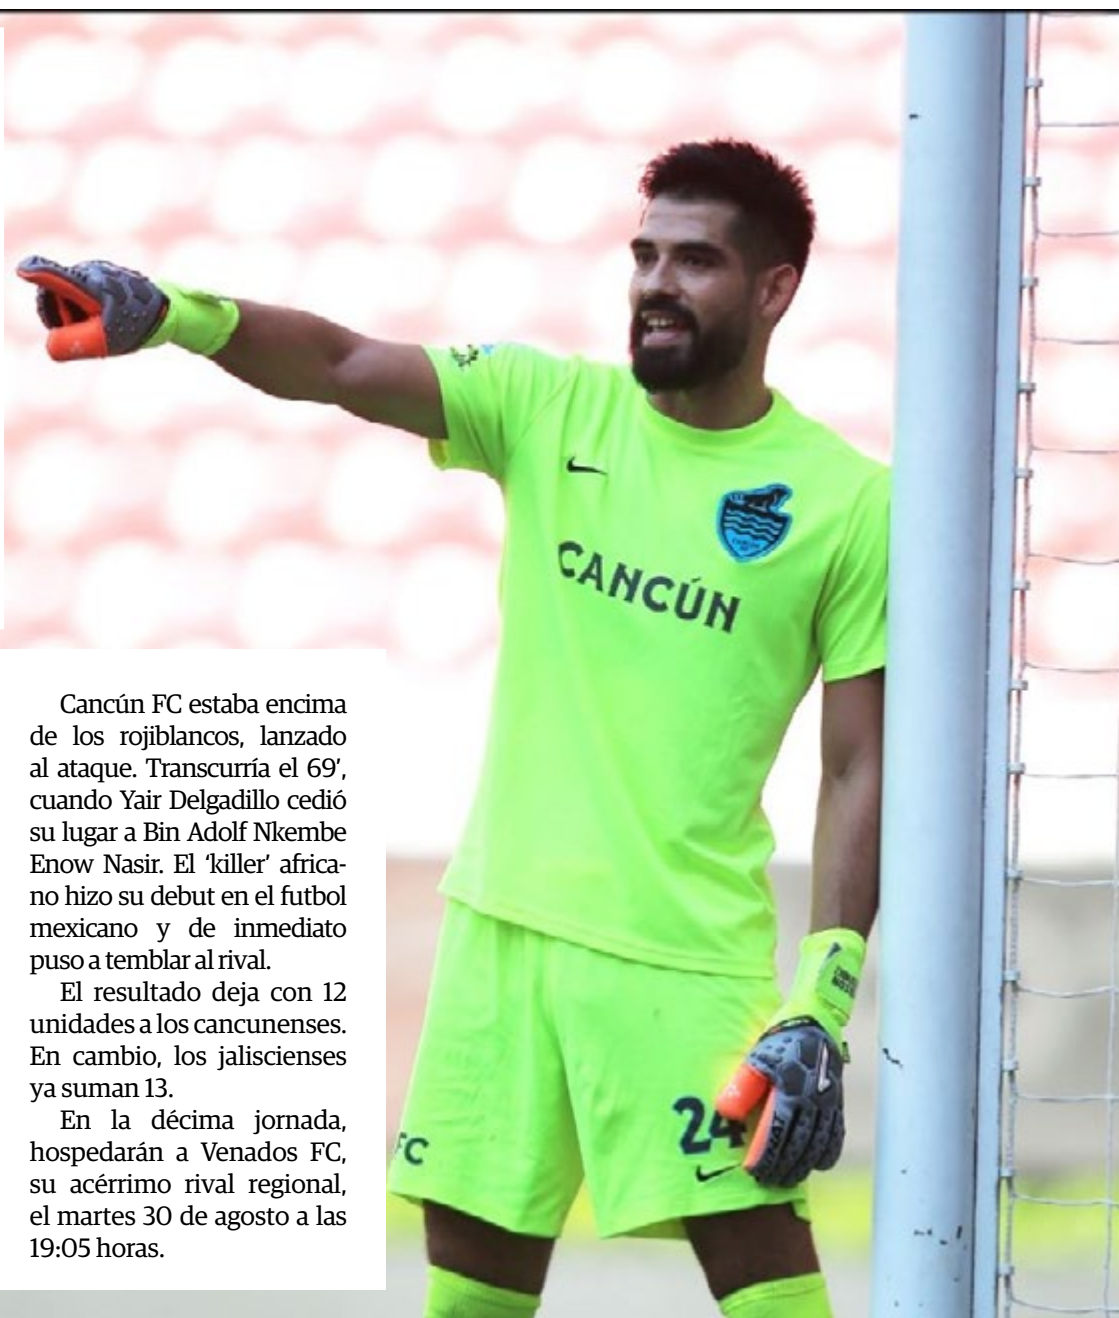 CANCÚN
24
FC
Cancún FC estaba encima
de los rojiblancos, lanzado
al ataque. Transcurría el 69’,
cuando Yair Delgadillo cedió
su lugar a Bin Adolf Nkembe
Enow Nasir. El ‘killer’ africa-
no hizo su debut en el futbol
mexicano y de inmediato
puso a temblar al rival.
El resultado deja con 12
unidades a los cancunenses.
En cambio, los jaliscienses
ya suman 13.
En la décima jornada,
hospedarán a Venados FC,
su acérrimo rival regional,
el martes 30 de agosto a las
19:05 horas.